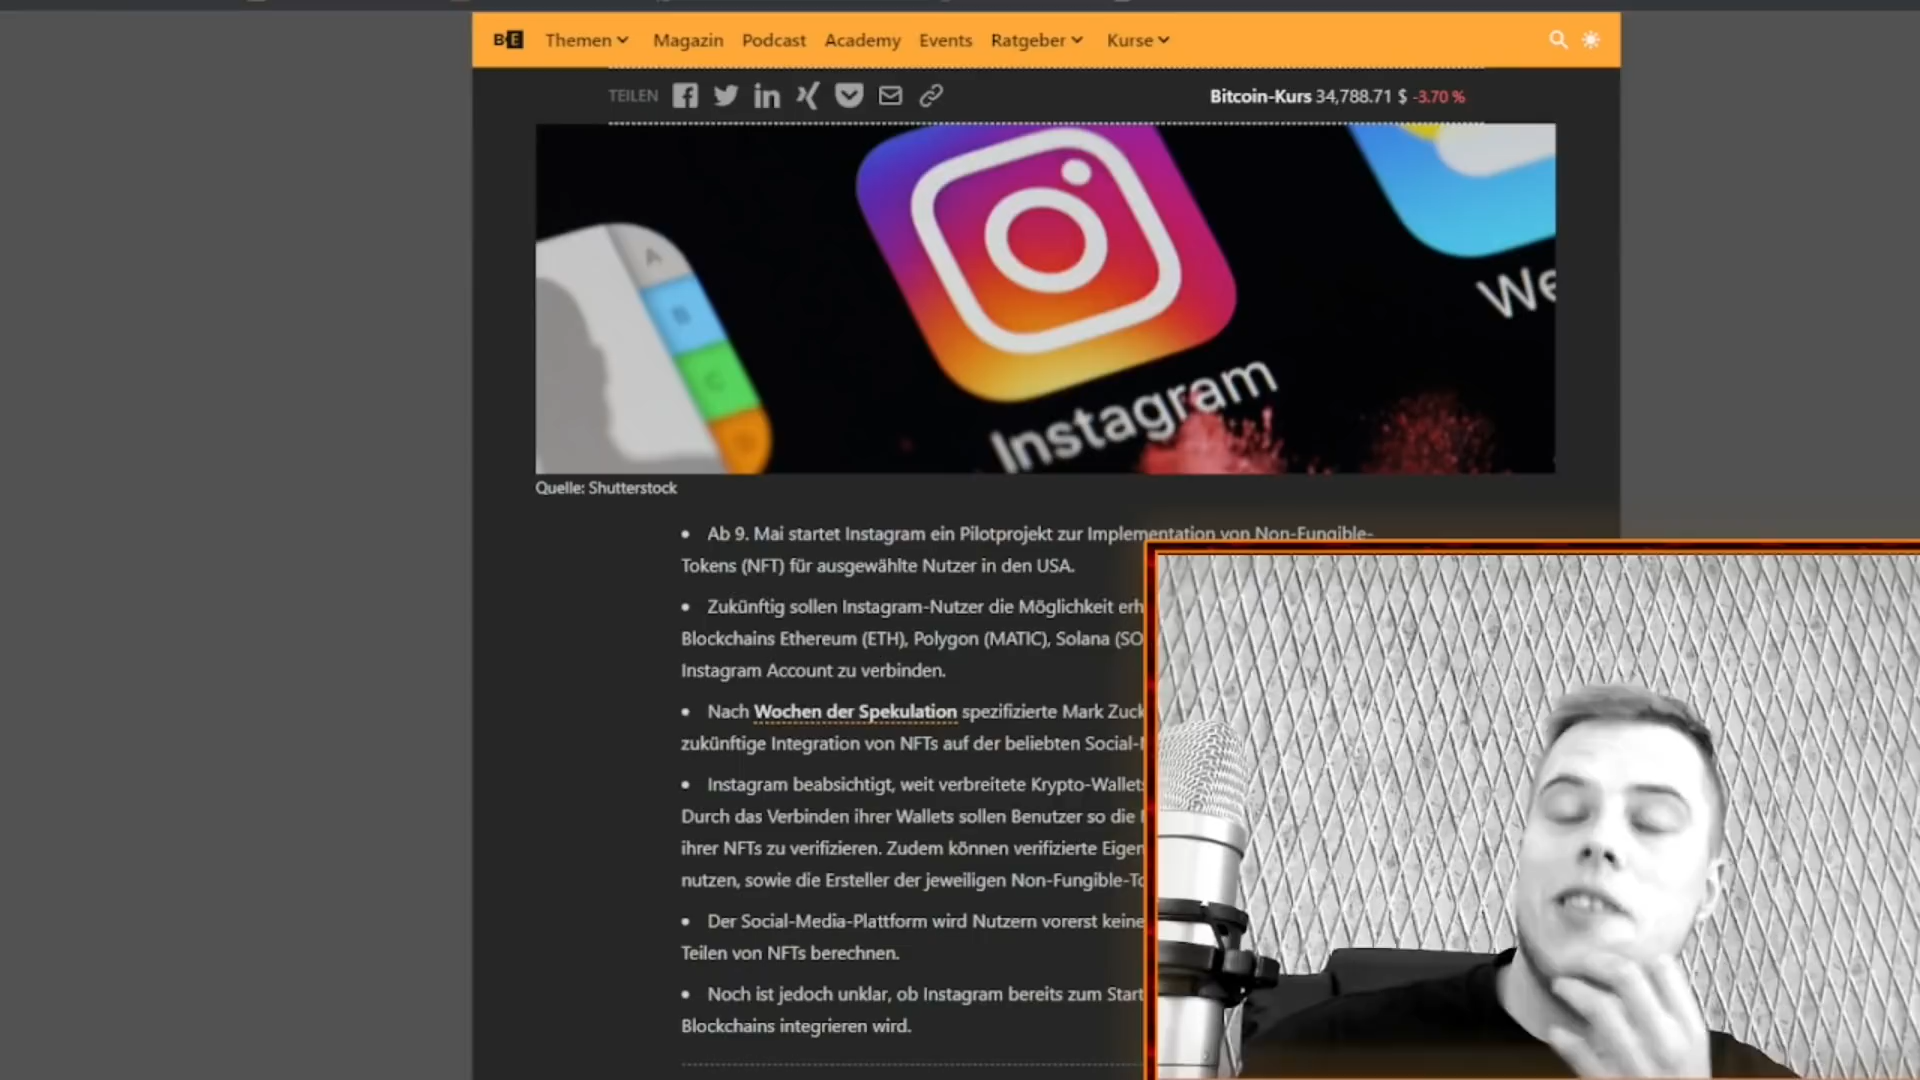 BE Themen Magazin Podcast Academy Events Ratgeber Kurse
TEILEN Bitcoin-Kurs 34,788.71 $ -3.70 %
A
B
C
D
We
Instagram
Quelle: Shutterstock
• Ab 9. Mai startet Instagram ein Pilotprojekt zur Implementation von Non-Fungible-
Tokens (NFT) für ausgewählte Nutzer in den USA.
• Zukünftig sollen Instagram-Nutzer die Möglichkeit erh
Blockchains Ethereum (ETH), Polygon (MATIC), Solana (SO
Instagram Account zu verbinden.
• Nach Wochen der Spekulation spezifizierte Mark Zuck
zukünftige Integration von NFTs auf der beliebten Social-
• Instagram beabsichtigt, weit verbreitete Krypto-Wallets
Durch das Verbinden ihrer Wallets sollen Benutzer so die
ihrer NFTs zu verifizieren. Zudem können verifizierte Eigen
nutzen, sowie die Ersteller der jeweiligen Non-Fungible-To
• Der Social-Media-Plattform wird Nutzern vorerst keine
Teilen von NFTs berechnen.
• Noch ist jedoch unklar, ob Instagram bereits zum Start
Blockchains integrieren wird.